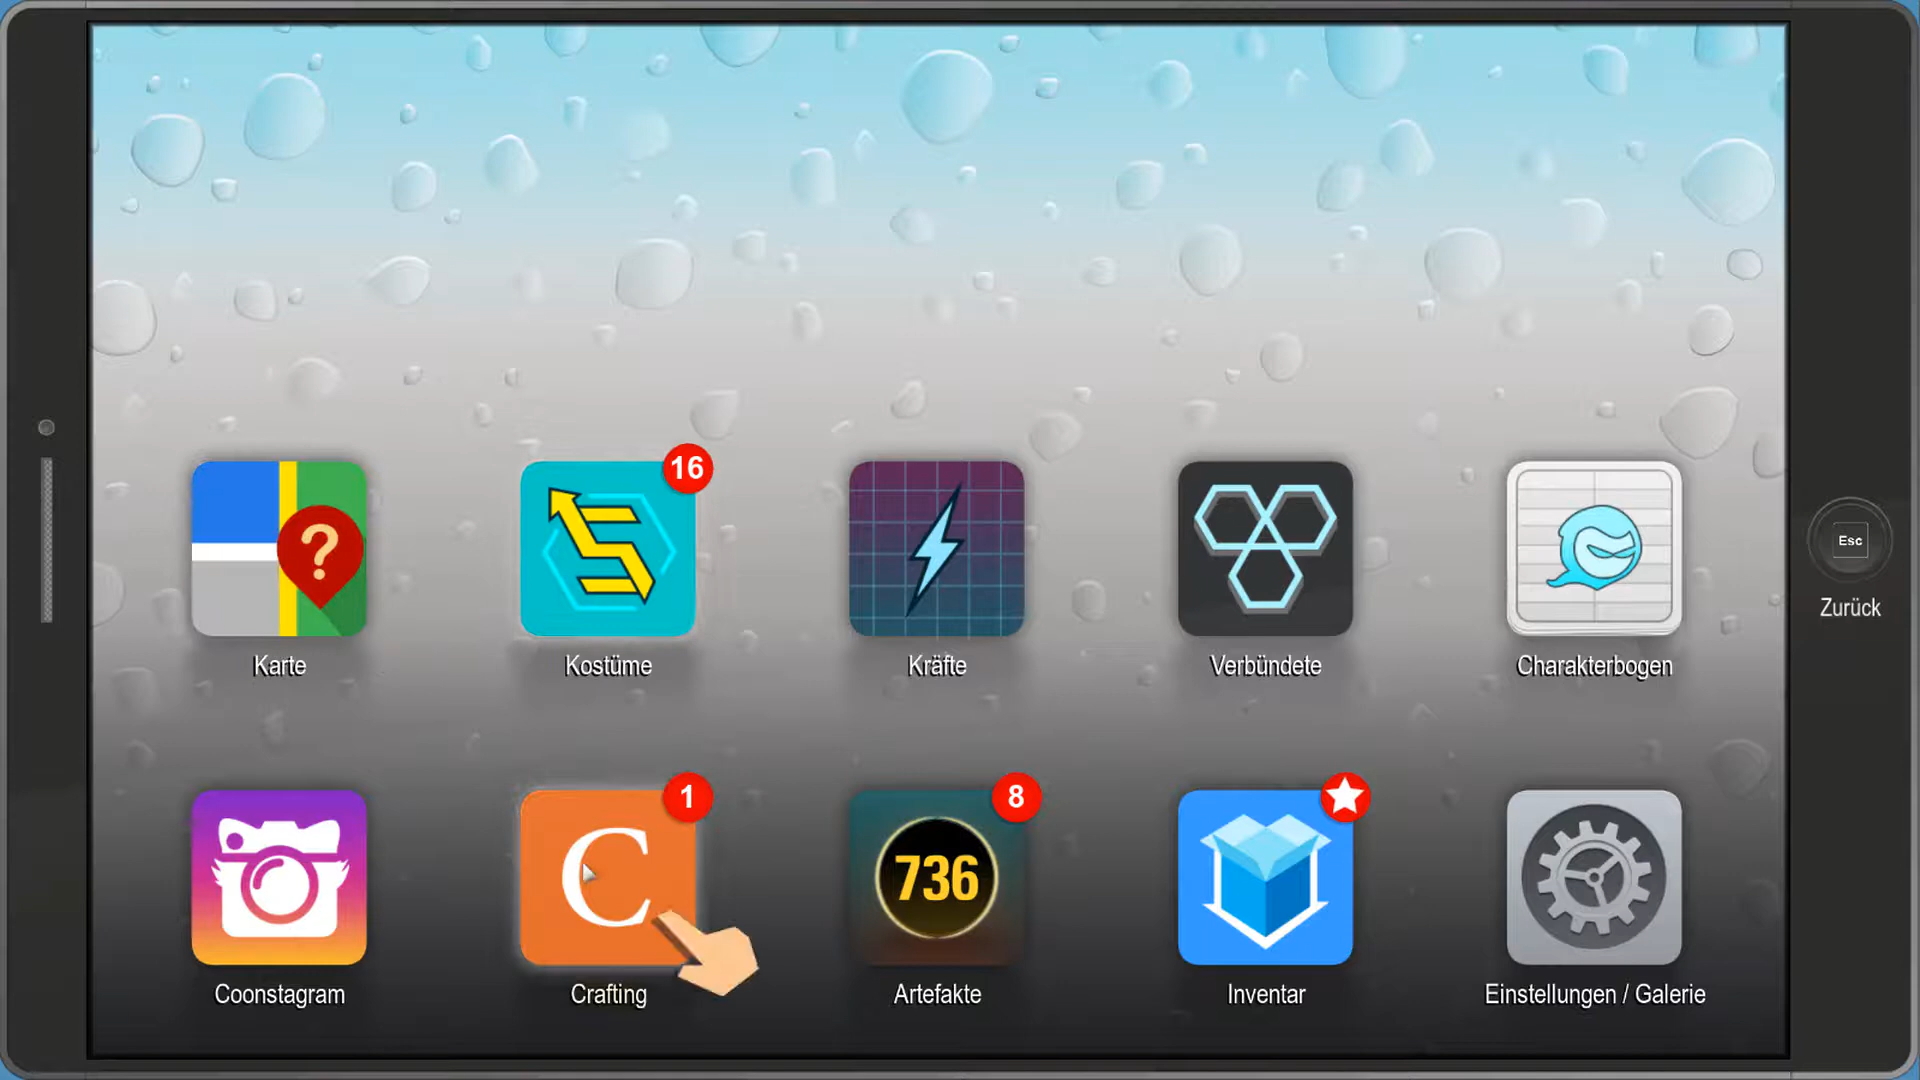 16
?
Karte
Kostüme
Kräfte
Verbündete
Charakterbogen
Esc
Zurück
1
8
C
736
Coonstagram
Crafting
Artefakte
Inventar
Einstellungen / Galerie